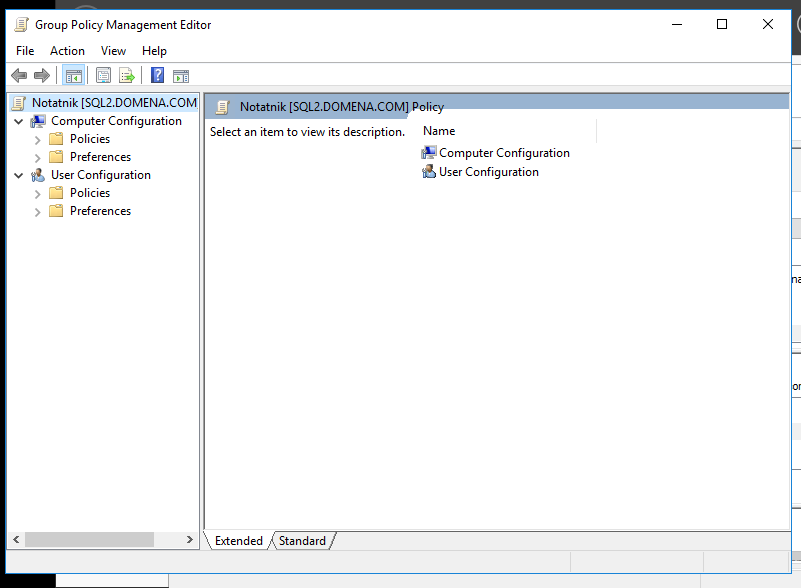 Group Policy Management Editor
File Action View Help
Notatnik [SQL2.DOMENA.COM
Computer Configuration
Policies
Preferences
User Configuration
Policies
Preferences
Notatnik [SQL2.DOMENA.COM] Policy
Select an item to view its description.
Name
Computer Configuration
User Configuration
Extended Standard